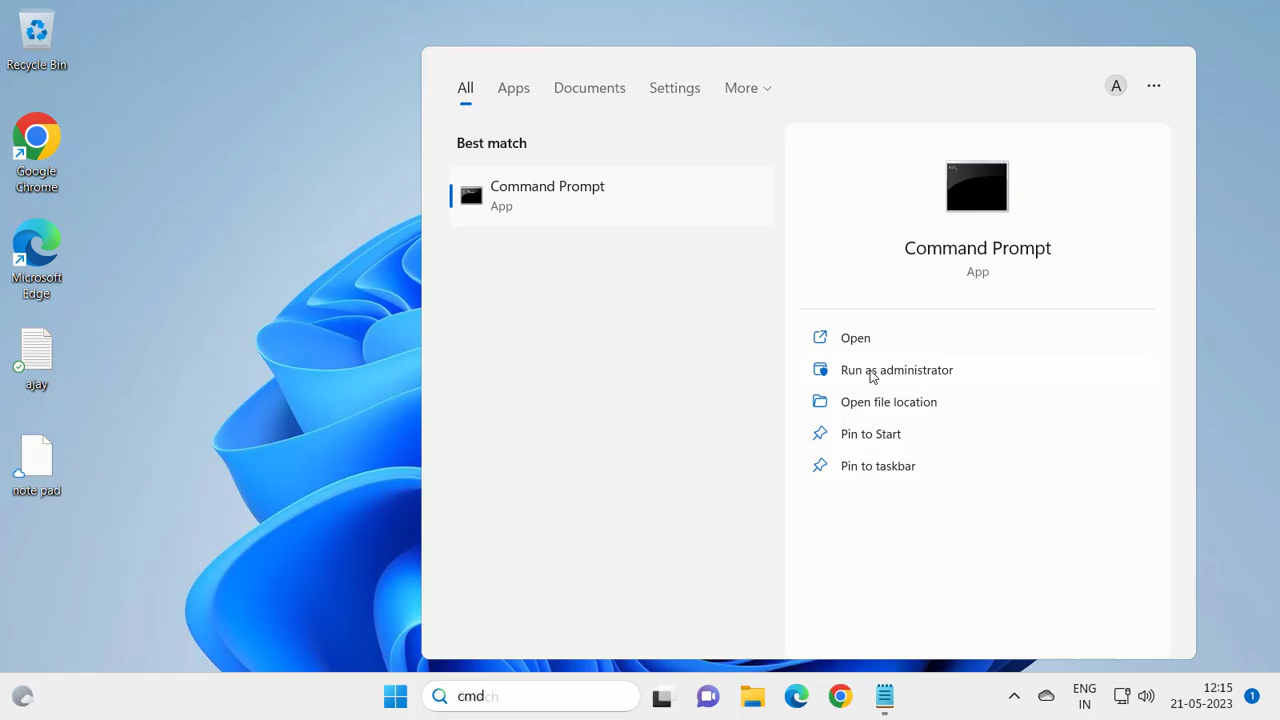 Recycle Bin
Google
Chrome
Microsoft
Edge
ajay
note pad
All Apps Documents Settings More
A
Best match
Command Prompt
App
Command Prompt
App
Open
Run as administrator
Open file location
Pin to Start
Pin to taskbar
cmd
ENG
IN
12:15
21-05-2023
1